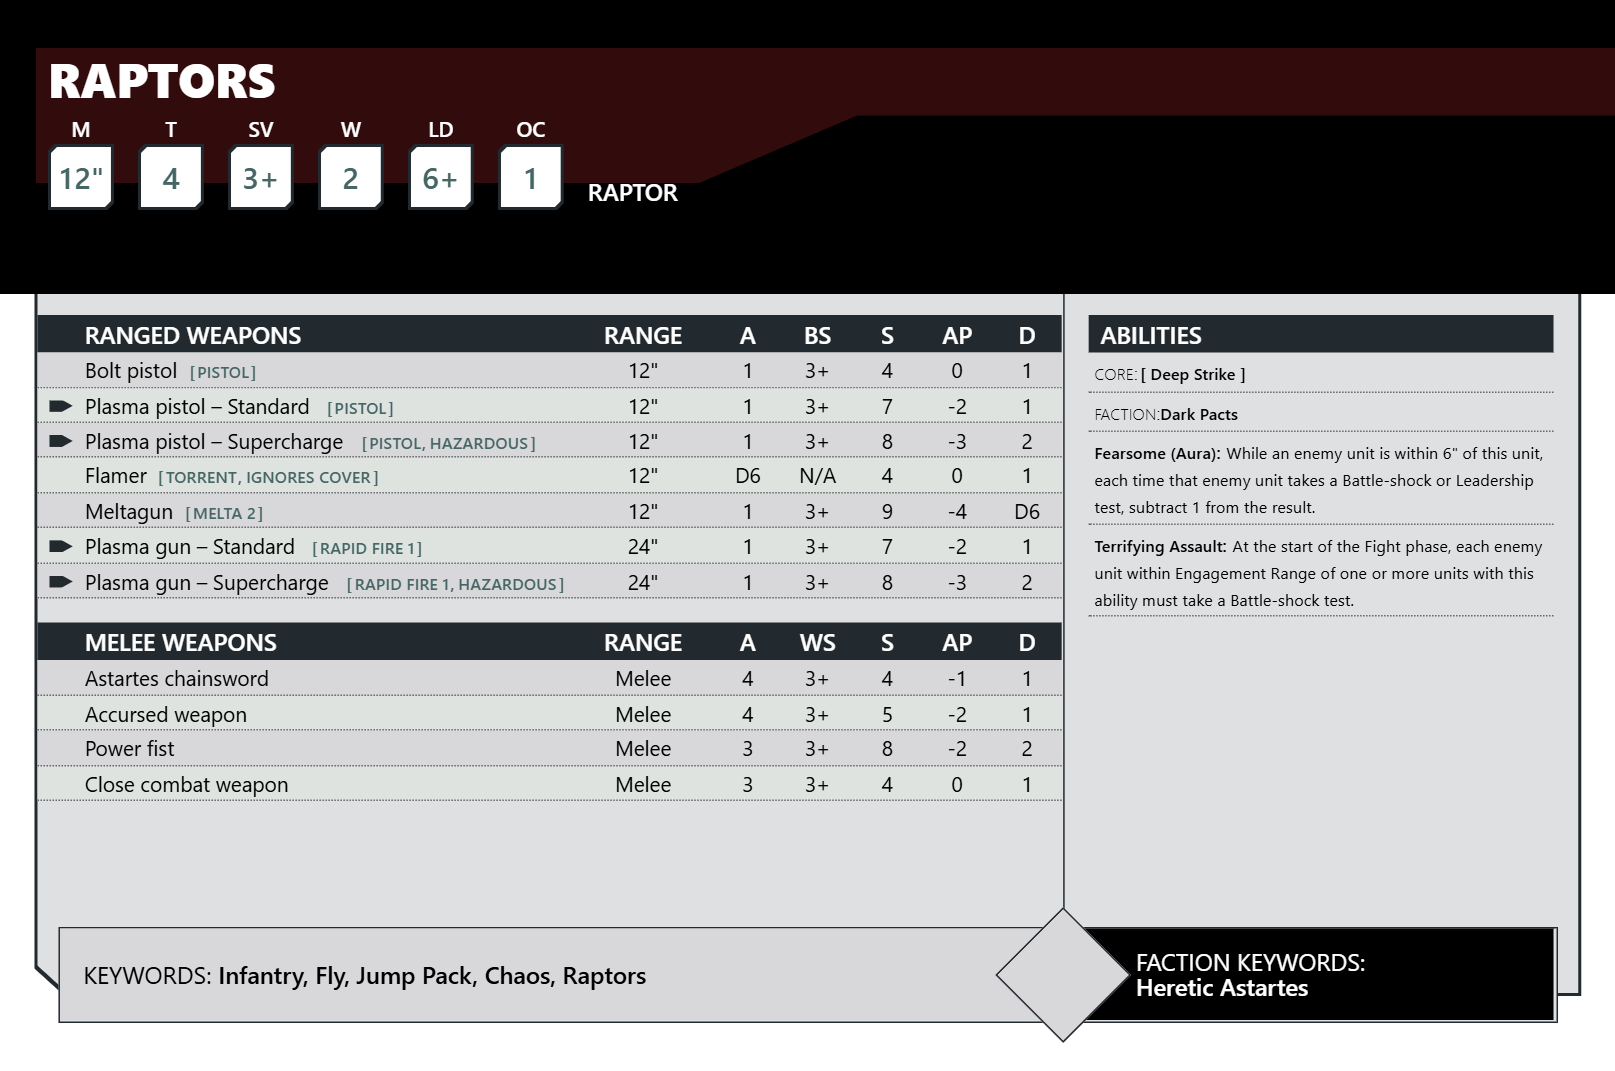 RAPTORS
M T SV W LD OC
12" 4 3+ 2 6+ 1 RAPTOR
RANGED WEAPONS RANGE A BS S AP D
Bolt pistol [PISTOL] 12" 1 3+ 4 0 1
Plasma pistol – Standard [PISTOL] 12" 1 3+ 7 -2 1
Plasma pistol – Supercharge [PISTOL, HAZARDOUS] 12" 1 3+ 8 -3 2
Flamer [TORRENT, IGNORES COVER] 12" D6 N/A 4 0 1
Meltagun [MELTA 2] 12" 1 3+ 9 -4 D6
Plasma gun – Standard [RAPID FIRE 1] 24" 1 3+ 7 -2 1
Plasma gun – Supercharge [RAPID FIRE 1, HAZARDOUS] 24" 1 3+ 8 -3 2
MELEE WEAPONS RANGE A WS S AP D
Astartes chainsword Melee 4 3+ 4 -1 1
Accursed weapon Melee 4 3+ 5 -2 1
Power fist Melee 3 3+ 8 -2 2
Close combat weapon Melee 3 3+ 4 0 1
ABILITIES
CORE: [ Deep Strike ]
FACTION:Dark Pacts
Fearsome (Aura): While an enemy unit is within 6" of this unit,
each time that enemy unit takes a Battle-shock or Leadership
test, subtract 1 from the result.
Terrifying Assault: At the start of the Fight phase, each enemy
unit within Engagement Range of one or more units with this
ability must take a Battle-shock test.
KEYWORDS: Infantry, Fly, Jump Pack, Chaos, Raptors
FACTION KEYWORDS:
Heretic Astartes